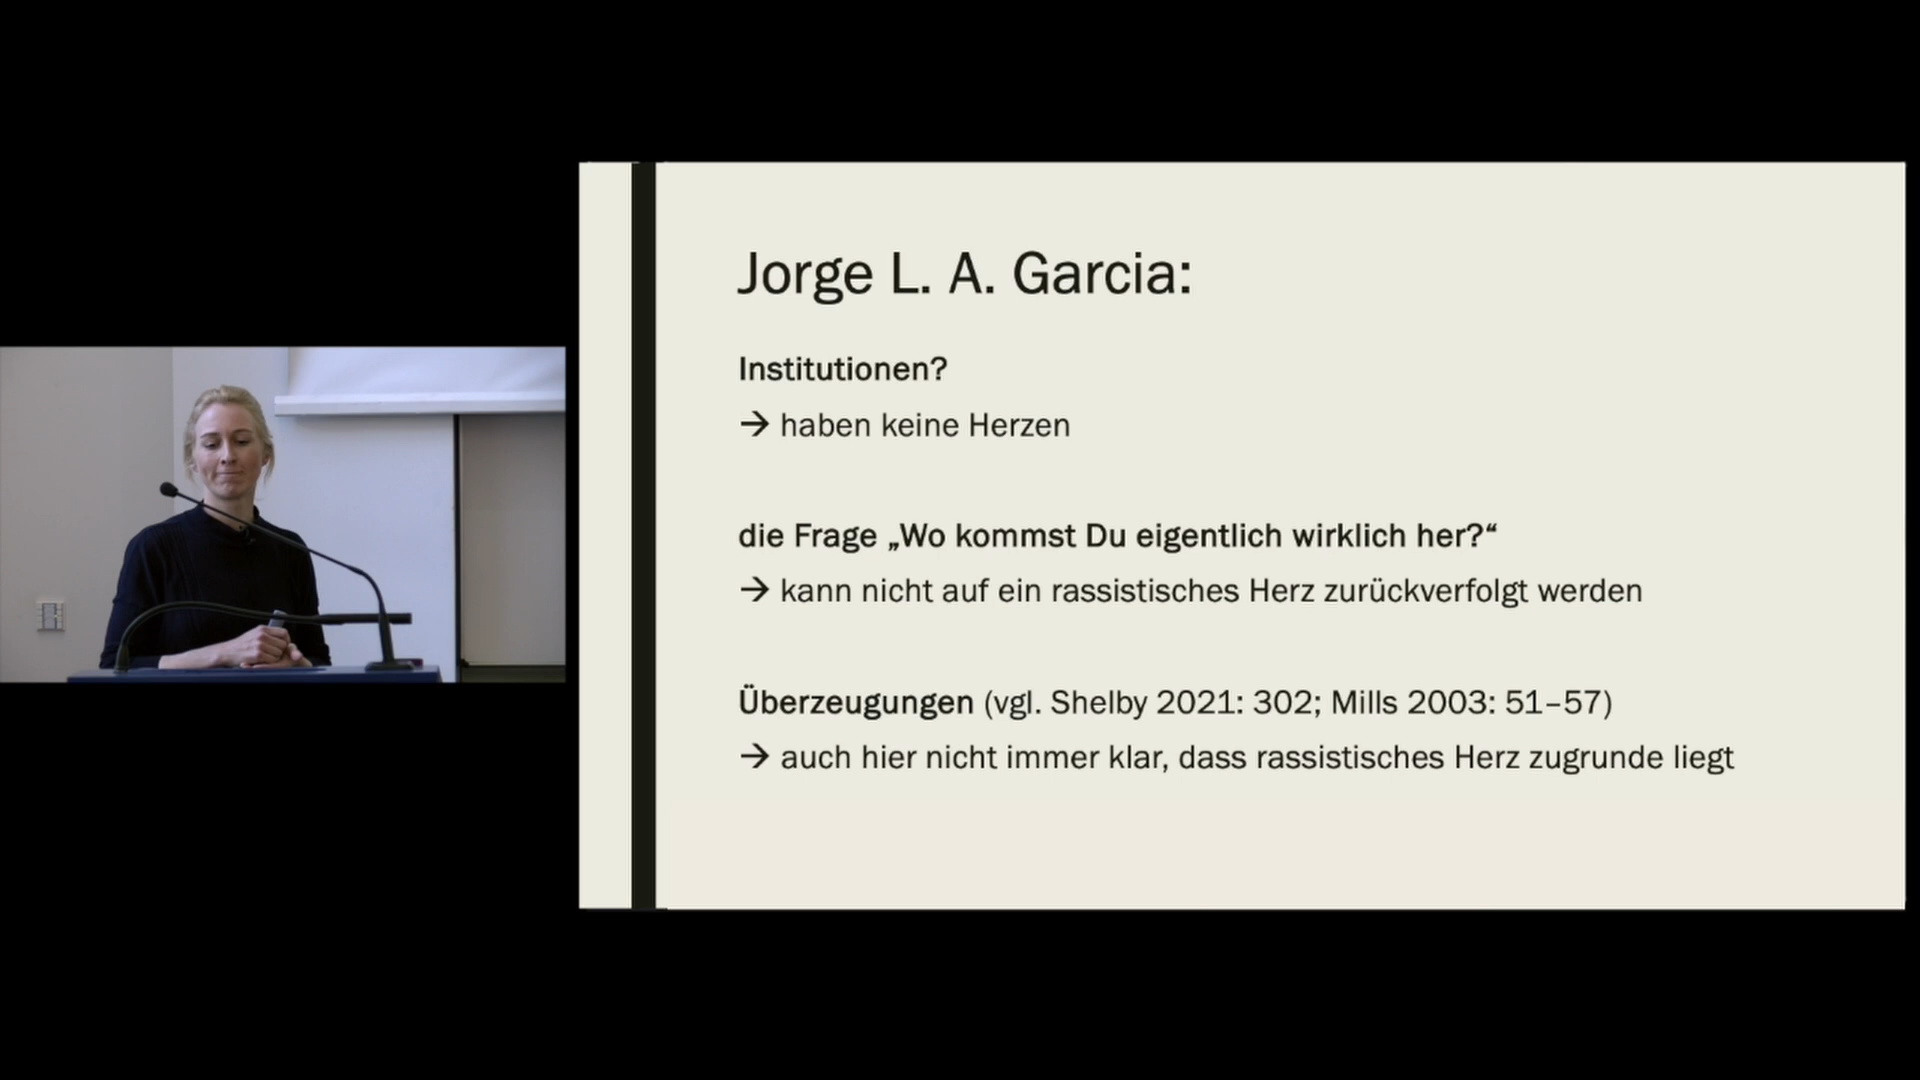 Jorge L. A. Garcia:
Institutionen?
→ haben keine Herzen
die Frage „Wo kommst Du eigentlich wirklich her?“
→ kann nicht auf ein rassistisches Herz zurückverfolgt werden
Überzeugungen (vgl. Shelby 2021: 302; Mills 2003: 51–57)
→ auch hier nicht immer klar, dass rassistisches Herz zugrunde liegt